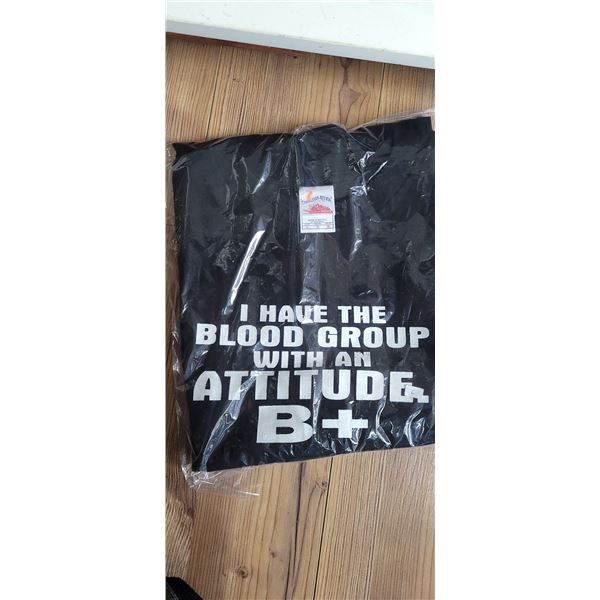 I HAVE THE
BLOOD GROUP
WITH AN
ATTITUDE.
B+